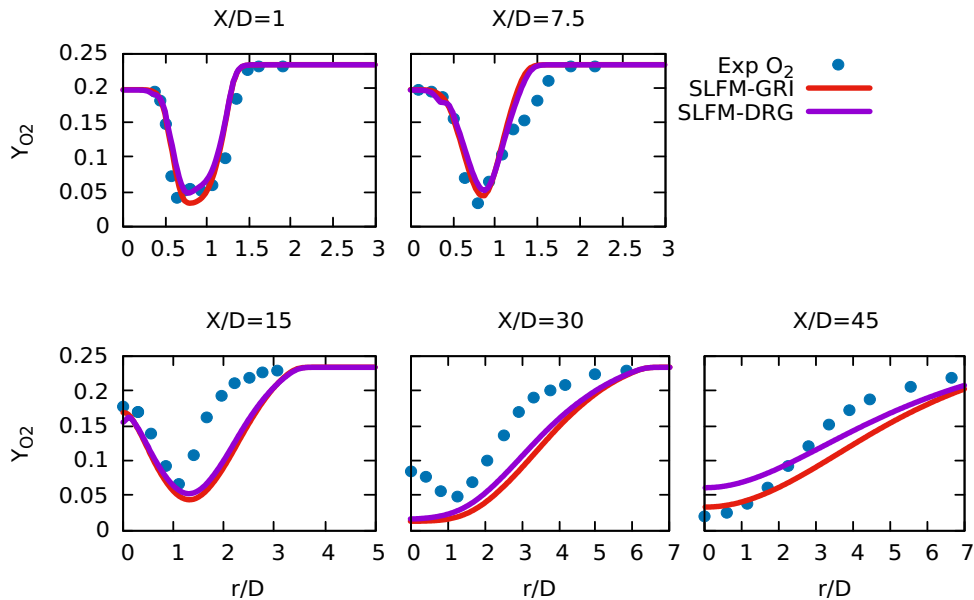 X/D=1
X/D=7.5
Exp O2
SLFM-GRI
SLFM-DRG
YO2
0.25
0.2
0.15
0.1
0.05
0
0 0.5 1 1.5 2 2.5 3
0 0.5 1 1.5 2 2.5 3
X/D=15
X/D=30
X/D=45
YO2
0.25
0.2
0.15
0.1
0.05
0
0 1 2 3 4 5
0 1 2 3 4 5 6 7
0 1 2 3 4 5 6 7
r/D
r/D
r/D